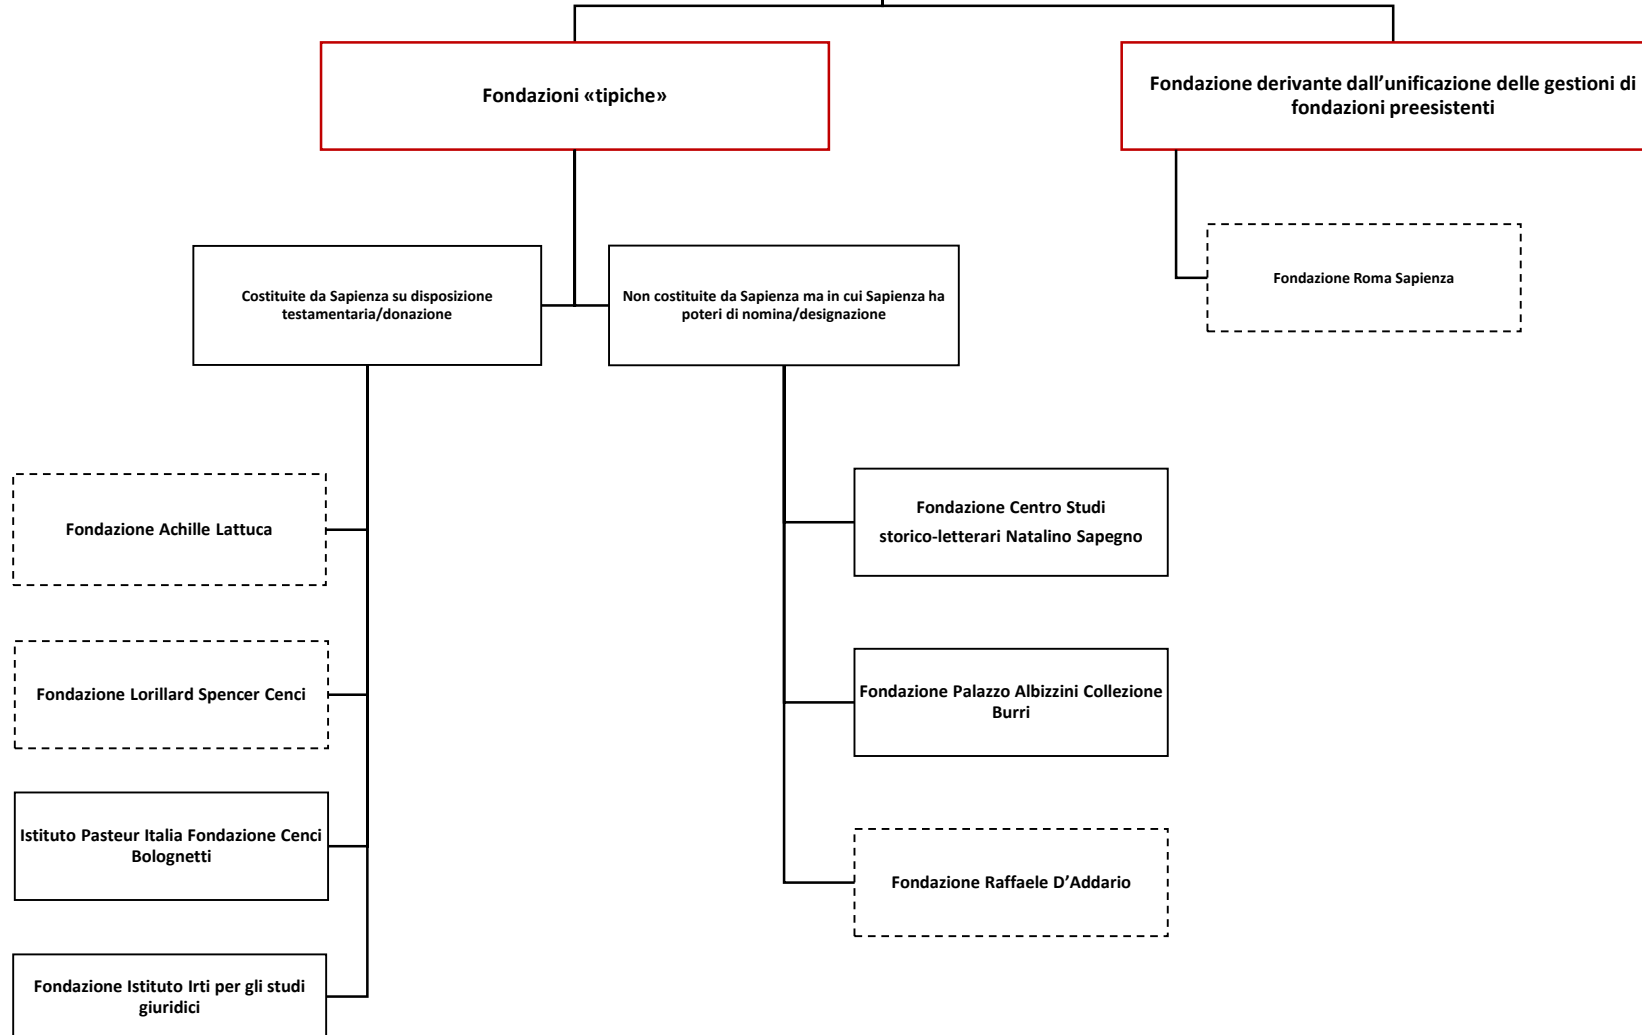 Fondazioni «tipiche»
Fondazione derivante dall’unificazione delle gestioni di
fondazioni preesistenti
Fondazione Roma Sapienza
Costituite da Sapienza su disposizione
testamentaria/donazione
Non costituite da Sapienza ma in cui Sapienza ha
poteri di nomina/designazione
Fondazione Achille Lattuca
Fondazione Lorillard Spencer Cenci
Istituto Pasteur Italia Fondazione Cenci
Bolognetti
Fondazione Istituto Irti per gli studi
giuridici
Fondazione Centro Studi
storico-letterari Natalino Sapegno
Fondazione Palazzo Albizzini Collezione
Burri
Fondazione Raffaele D’Addario